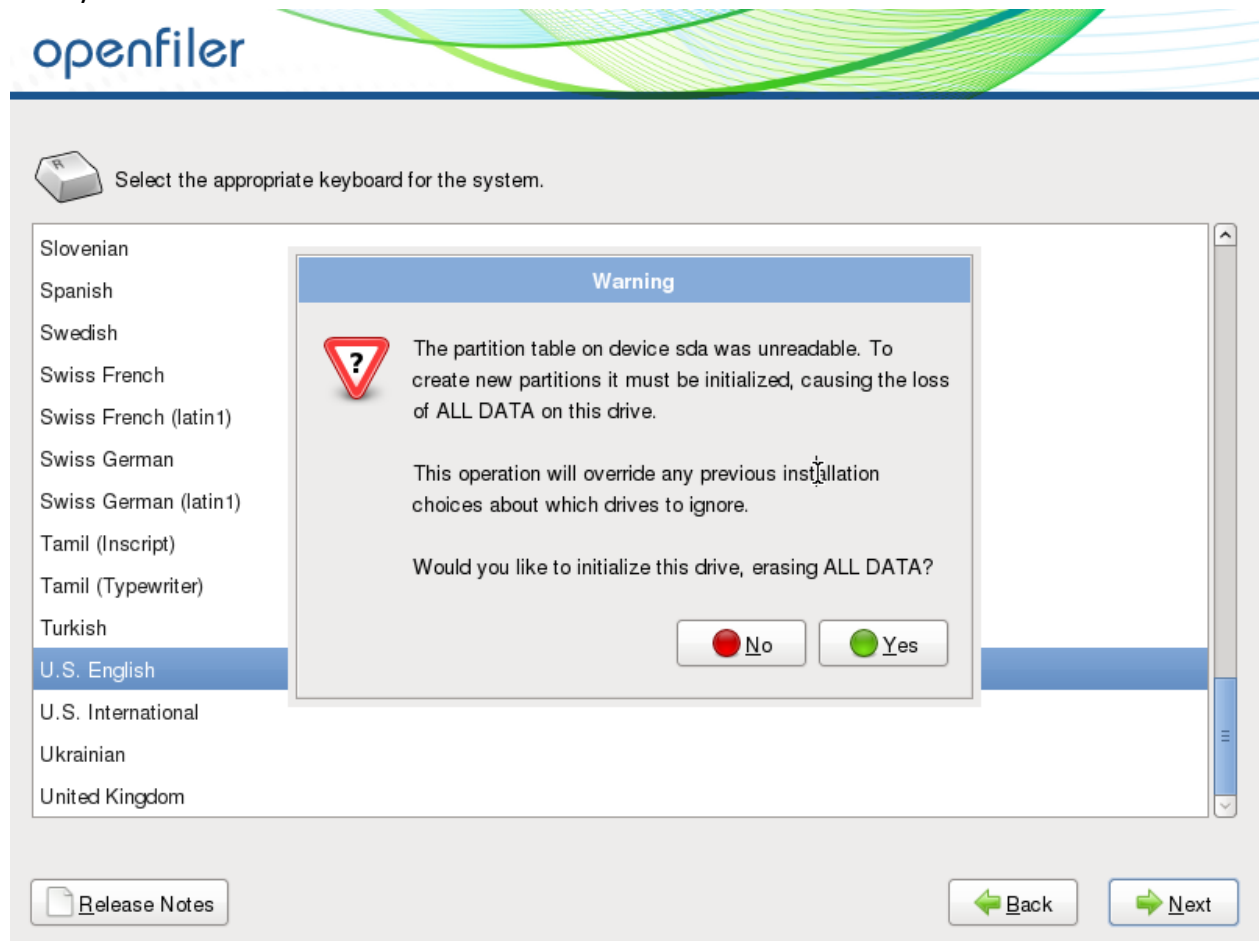 openfiler
R
Select the appropriate keyboard for the system.
Slovenian
Spanish
Swedish
Swiss French
Swiss French (latin1)
Swiss German
Swiss German (latin1)
Tamil (Inscript)
Tamil (Typewriter)
Turkish
U.S. English
U.S. International
Ukrainian
United Kingdom
Warning
?
The partition table on device sda was unreadable. To
create new partitions it must be initialized, causing the loss
of ALL DATA on this drive.
This operation will override any previous installation
choices about which drives to ignore.
Would you like to initialize this drive, erasing ALL DATA?
No
Yes
Release Notes
Back
Next